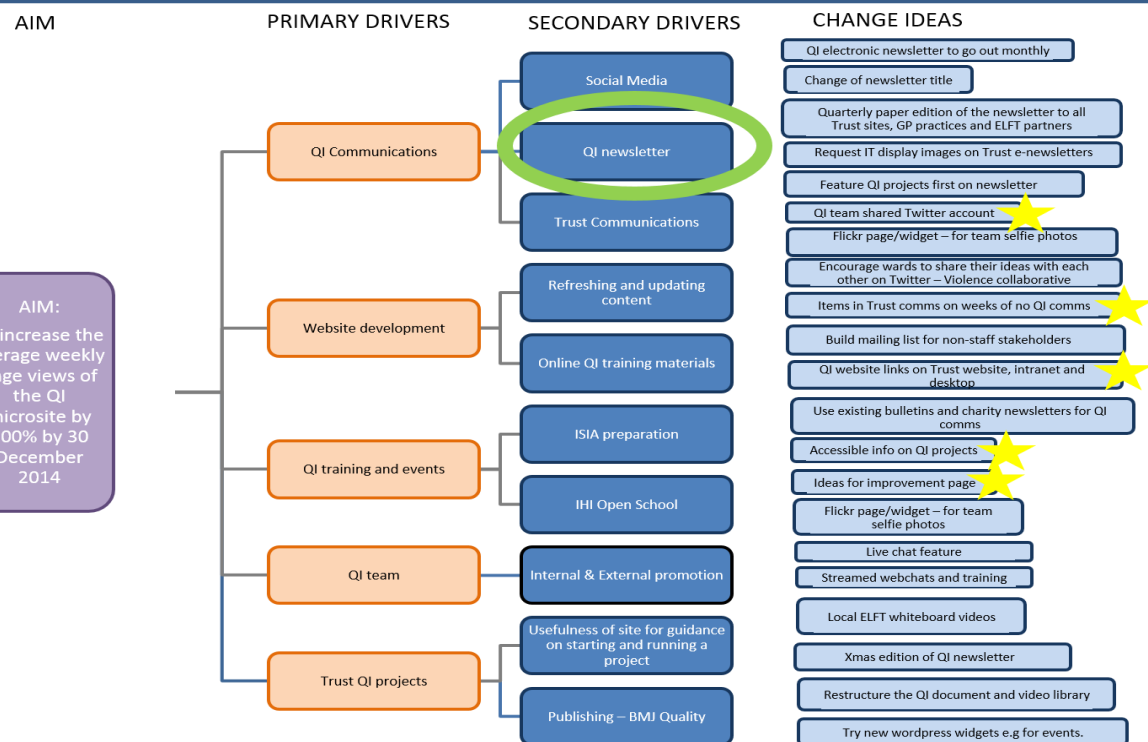 AIM
PRIMARY DRIVERS
SECONDARY DRIVERS
CHANGE IDEAS
AIM:
increase the
weekly
views of
the QI
by
30
2014
QI Communications
Website development
QI training and events
QI team
Trust QI projects
Social Media
QI newsletter
Trust Communications
Refreshing and updating
content
Online QI training materials
ISIA preparation
IHI Open School
Internal & External promotion
Usefulness of site for guidance
on starting and running a
project
Publishing – BMJ Quality
QI electronic newsletter to go out monthly
Change of newsletter title
Quarterly paper edition of the newsletter to all
Trust sites, GP practices and ELFT partners
Request IT display images on Trust e-newsletters
Feature QI projects first on newsletter
QI team shared Twitter account
Flickr page/widget – for team selfie photos
Encourage wards to share their ideas with each
other on Twitter – Violence collaborative
Items in Trust comms on weeks of no QI comms
Build mailing list for non-staff stakeholders
QI website links on Trust website, intranet and
desktop
Use existing bulletins and charity newsletters for QI
comms
Accessible info on QI projects
Ideas for improvement page
Flickr page/widget – for team
selfie photos
Live chat feature
Streamed webchats and training
Local ELFT whiteboard videos
Xmas edition of QI newsletter
Restructure the QI document and video library
Try new wordpress widgets e.g for events.